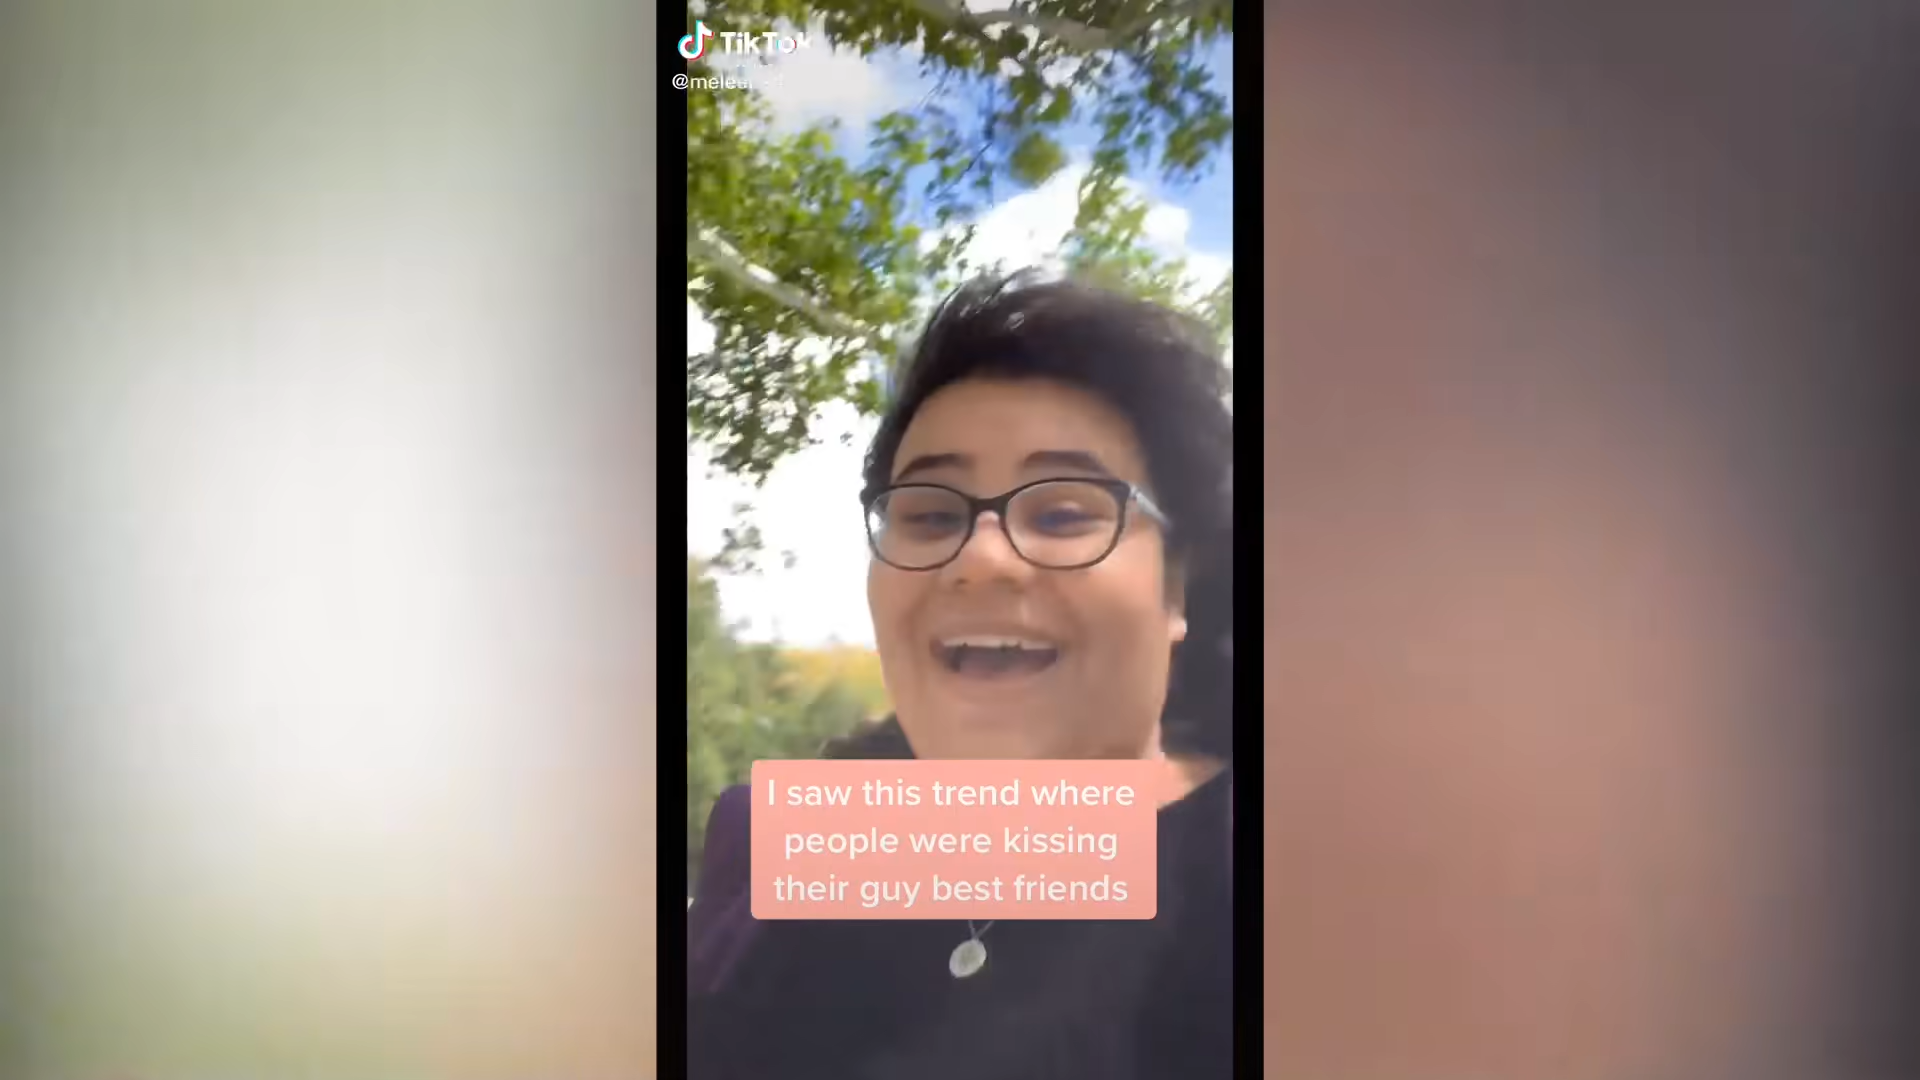 TikTok
I saw this trend where
people were kissing
their guy best friends